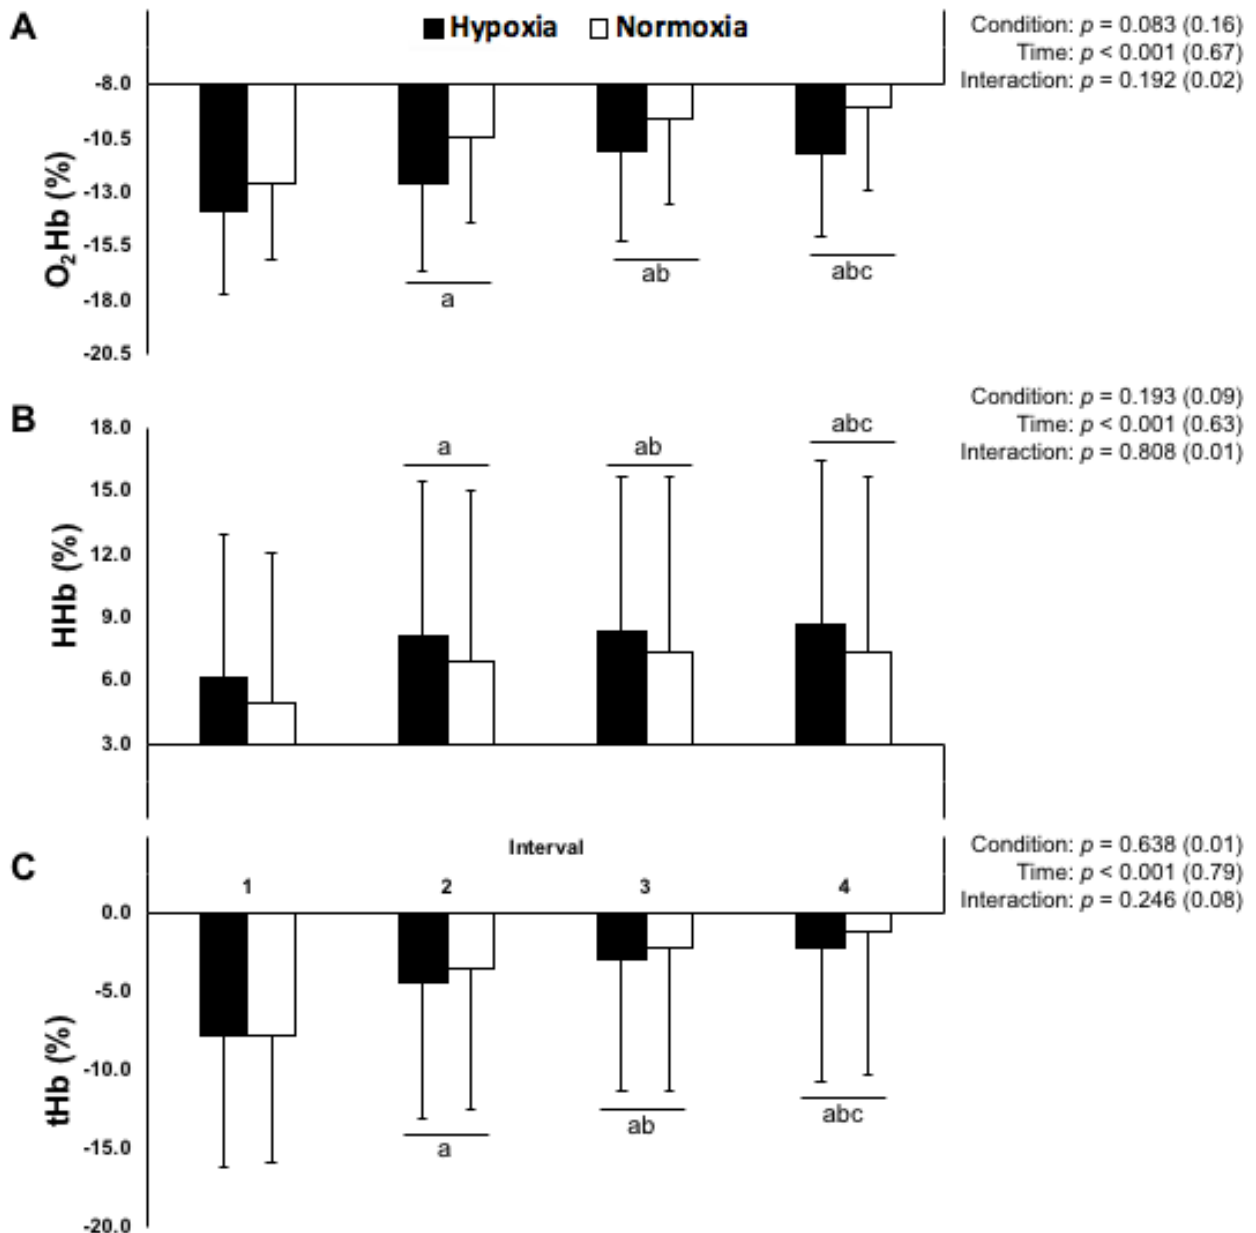 A
Hypoxia Normoxia
Condition: p = 0.083 (0.16)
Time: p < 0.001 (0.67)
Interaction: p = 0.192 (0.02)
-8.0
-10.5
-13.0
-15.5
-18.0
-20.5
O₂Hb (%)
a
ab
abc
B
Condition: p = 0.193 (0.09)
Time: p < 0.001 (0.63)
Interaction: p = 0.808 (0.01)
18.0
15.0
12.0
9.0
6.0
3.0
HHb (%)
a
ab
abc
C
Condition: p = 0.638 (0.01)
Time: p < 0.001 (0.79)
Interaction: p = 0.246 (0.08)
Interval
1 2 3 4
0.0
-5.0
-10.0
-15.0
-20.0
tHb (%)
a
ab
abc